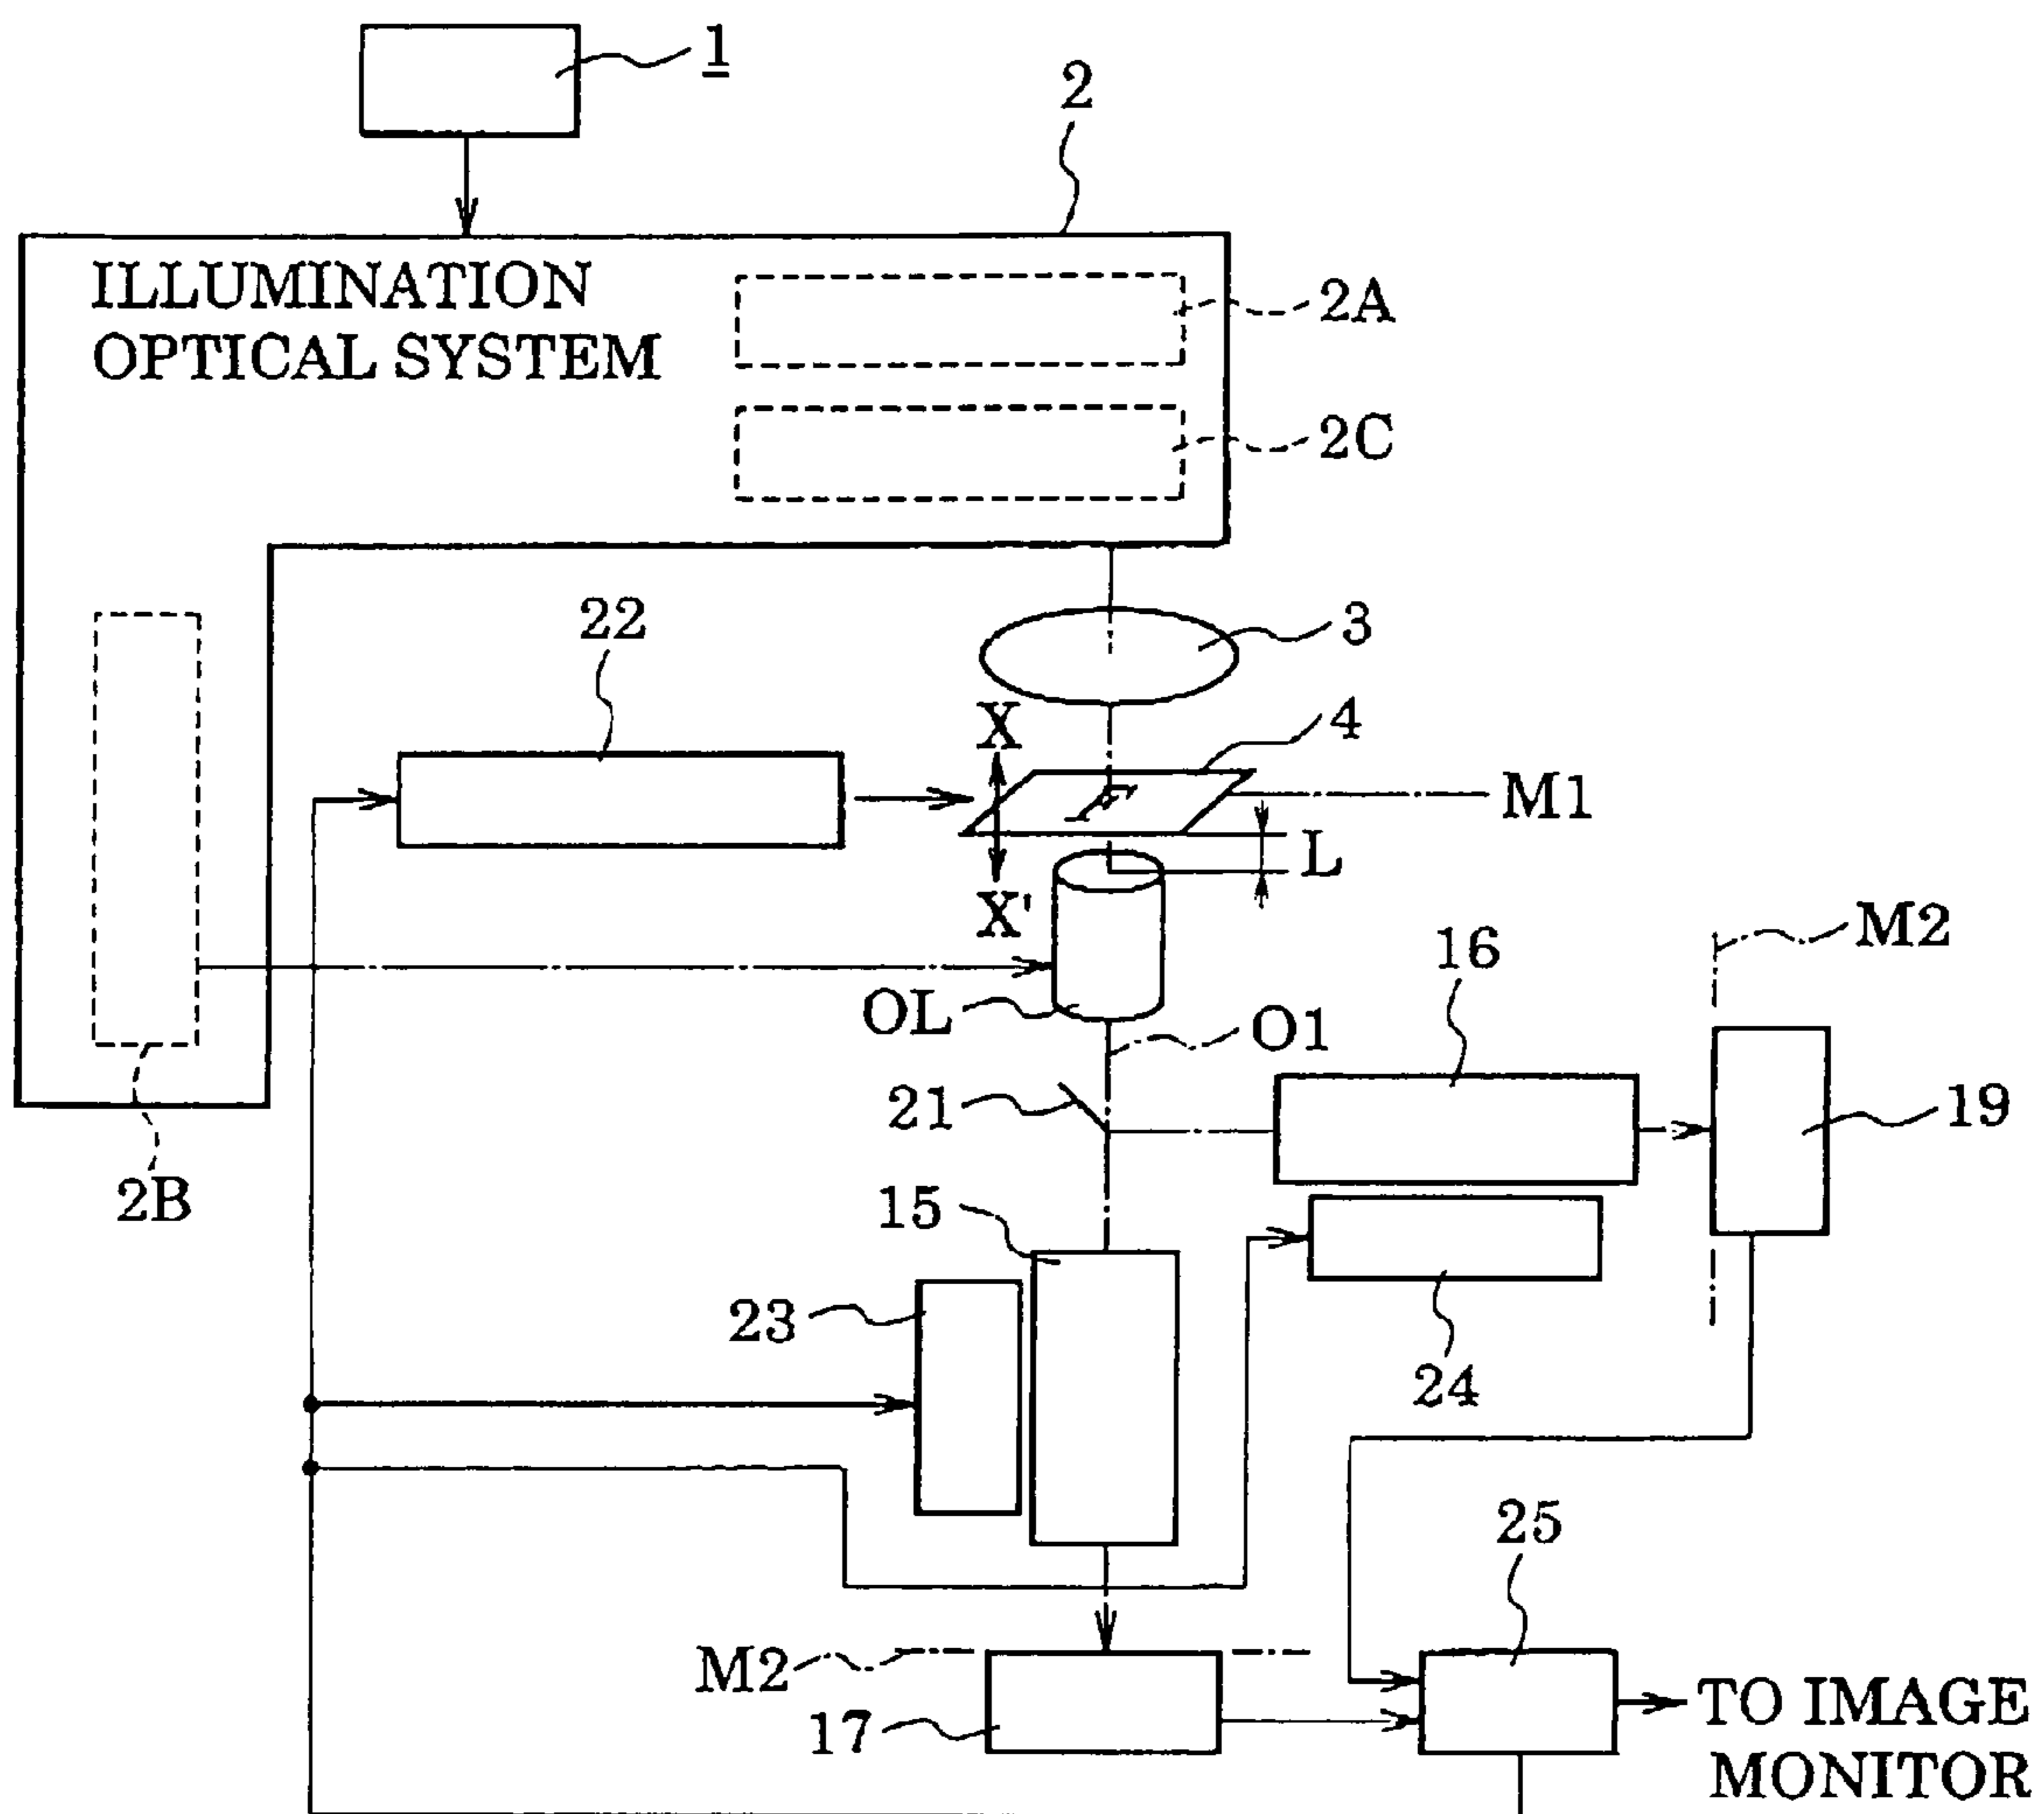 1
2
ILLUMINATION
OPTICAL SYSTEM
2A
2C
22
3
X
4
M1
L
X'
M2
16
OL
O1
21
19
2B
15
23
24
25
M2
17
TO IMAGE
MONITOR